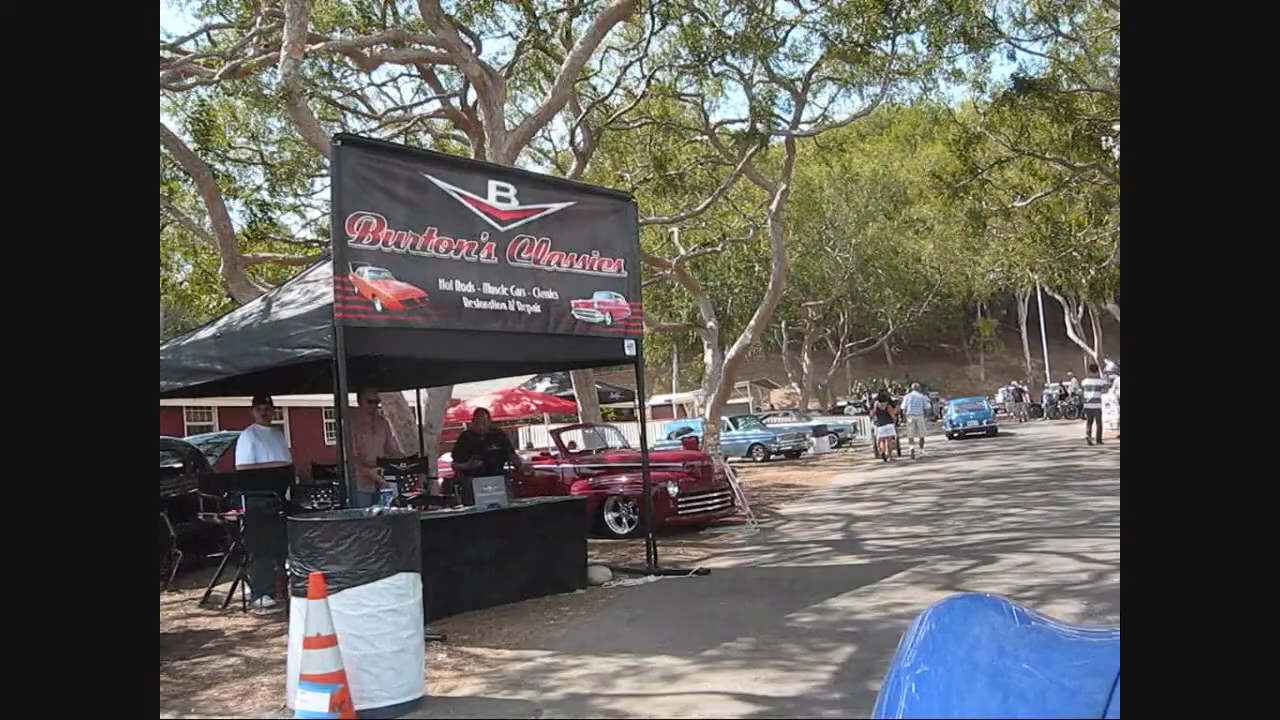 B
Burton's Classics
Hot Rods - Muscle Cars - Classics
Restoration & Repair